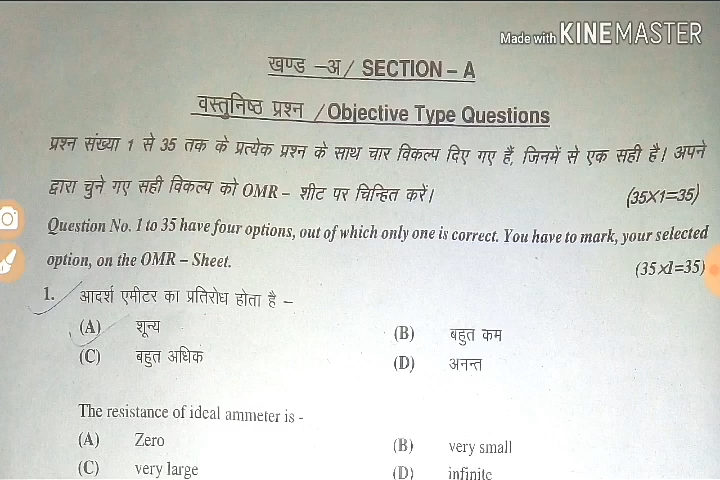 Made with KINEMASTER
खण्ड –अ / SECTION – A
वस्तुनिष्ठ प्रश्न / Objective Type Questions
प्रश्न संख्या 1 से 35 तक के प्रत्येक प्रश्न के साथ चार विकल्प दिए गए हैं, जिनमें से एक सही है। अपने
द्वारा चुने गए सही विकल्प को OMR – शीट पर चिन्हित करें। (35X1=35)
Question No. 1 to 35 have four options, out of which only one is correct. You have to mark, your selected
option, on the OMR – Sheet. (35x1=35)
1. आदर्श एमीटर का प्रतिरोध होता है –
(A) शून्य (B) बहुत कम
(C) बहुत अधिक (D) अनन्त
The resistance of ideal ammeter is -
(A) Zero (B) very small
(C) very large (D) infinite